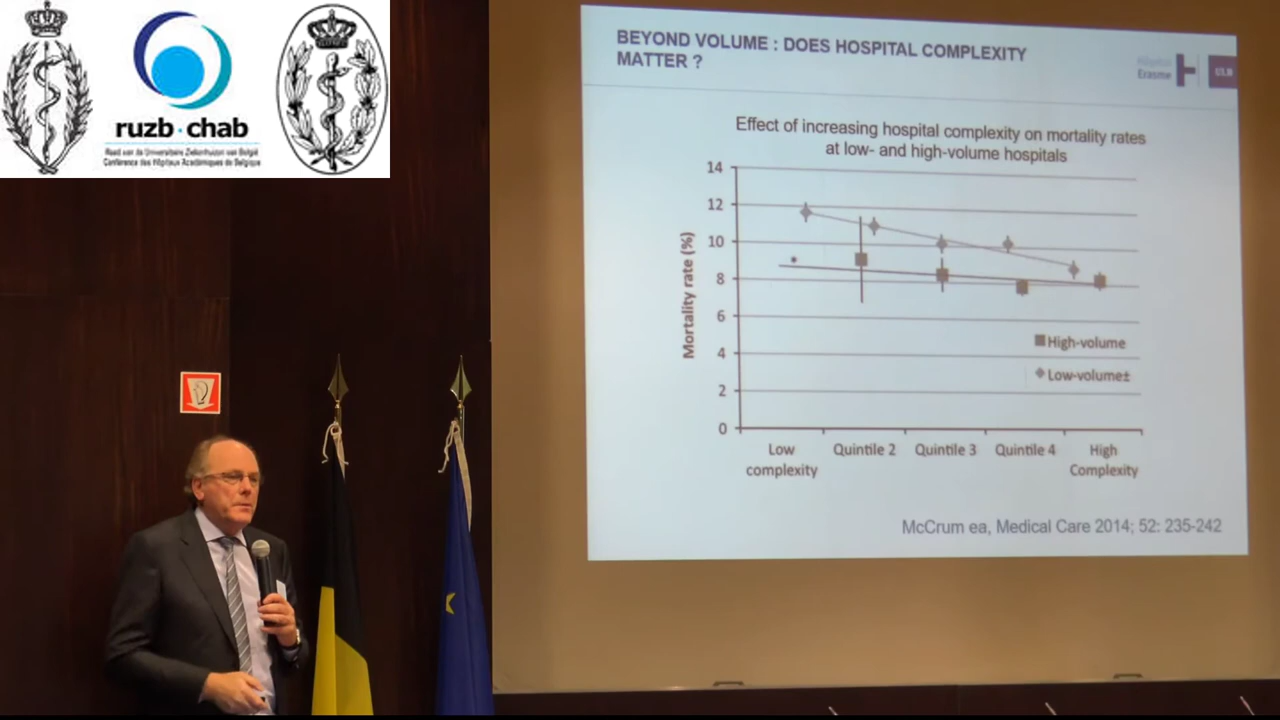 ruzb·chab
Raad van de Universitaire Ziekenhuizen van België
Conférence des Hôpitaux Académiques de Belgique
BEYOND VOLUME : DOES HOSPITAL COMPLEXITY
MATTER ?
Hôpital
Erasme
ULB
Effect of increasing hospital complexity on mortality rates
at low- and high-volume hospitals
Mortality rate (%)
14
12
10
8
6
4
2
0
*
High-volume
Low-volume±
Low
complexity
Quintile 2
Quintile 3
Quintile 4
High
Complexity
McCrum ea, Medical Care 2014; 52: 235-242